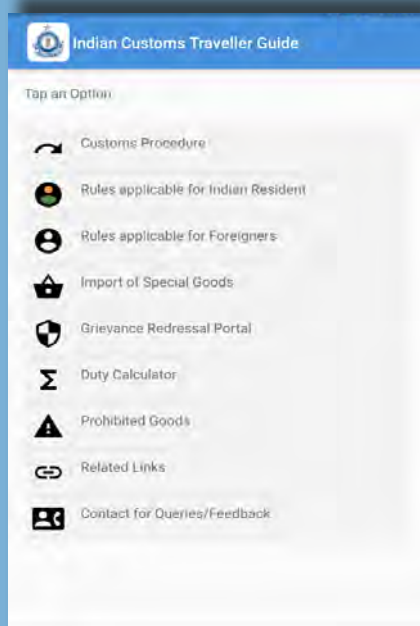 Indian Customs Traveller Guide
Tap an Option
Customs Procedure
Rules applicable for Indian Resident
Rules applicable for Foreigners
Import of Special Goods
Grievance Redressal Portal
Duty Calculator
Prohibited Goods
Related Links
Contact for Queries/Feedback